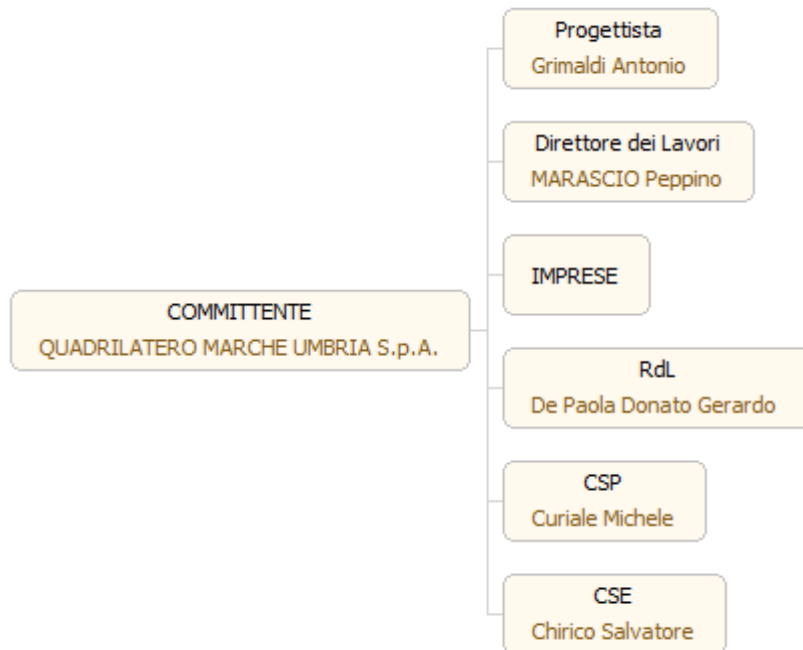 Progettista
Grimaldi Antonio
Direttore dei Lavori
MARASCIO Peppino
IMPRESE
COMMITTENTE
QUADRILATERO MARCHE UMBRIA S.p.A.
RdL
De Paola Donato Gerardo
CSP
Curiale Michele
CSE
Chirico Salvatore